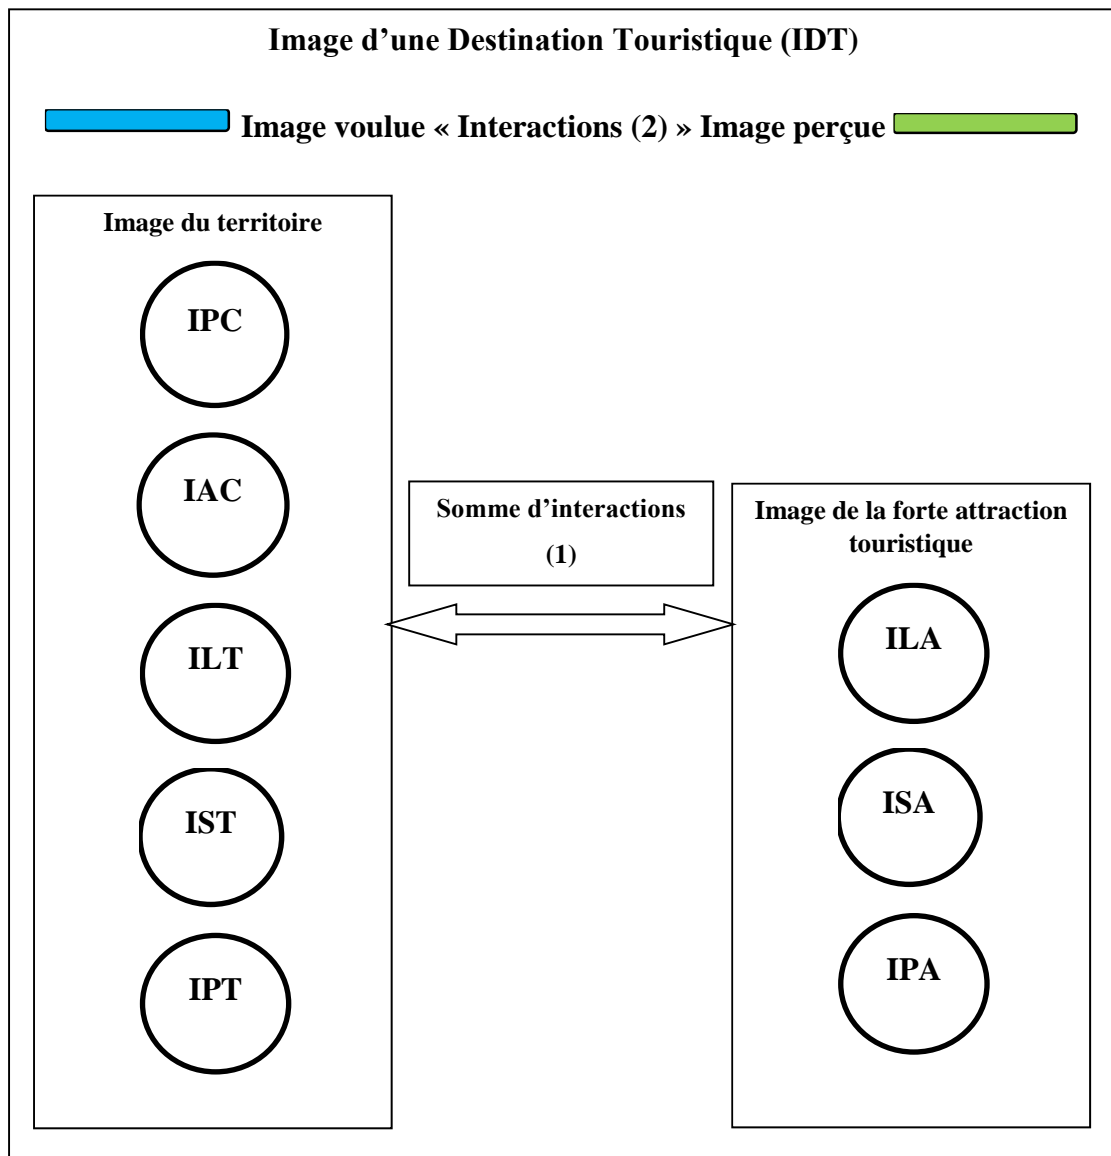 Image d’une Destination Touristique (IDT)
Image voulue « Interactions (2) » Image perçue
Image du territoire
IPC
IAC
ILT
IST
IPT
Somme d’interactions
(1)
Image de la forte attraction
touristique
ILA
ISA
IPA